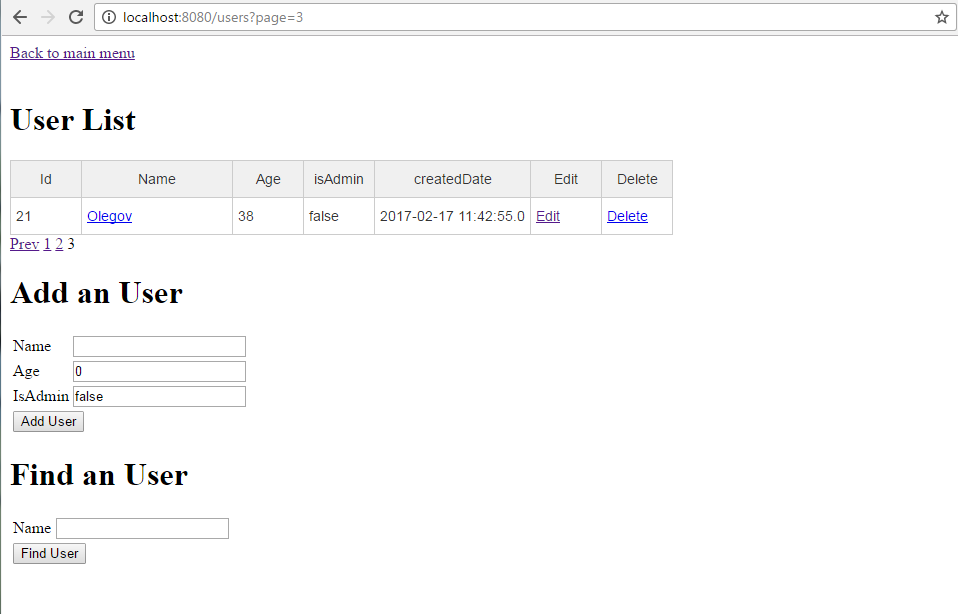 localhost:8080/users?page=3
Back to main menu
User List
Id Name Age isAdmin createdDate Edit Delete
21 Olegov 38 false 2017-02-17 11:42:55.0 Edit Delete
Prev 1 2 3
Add an User
Name
Age 0
IsAdmin false
Add User
Find an User
Name
Find User